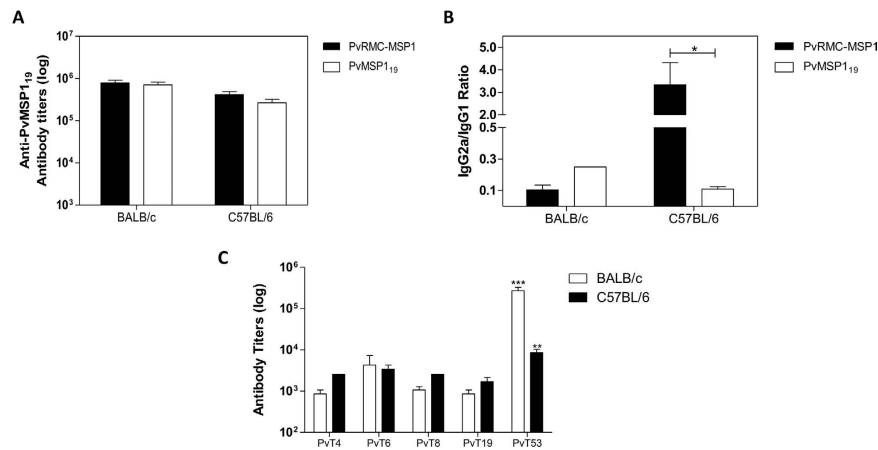 A
Anti-PvMSP1₁₉
Antibody titers (log)
10⁶
10⁵
10⁴
10³
BALB/c
C57BL/6
PvRMC-MSP1
PvMSP1₁₉
B
IgG2a/IgG1 Ratio
5.0
4.0
3.0
2.0
0.5
0.3
0.1
*
BALB/c
C57BL/6
PvRMC-MSP1
PvMSP1₁₉
C
Antibody Titers (log)
10⁶
10⁵
10⁴
10³
10²
***
**
PvT4
PvT6
PvT8
PvT19
PvT53
BALB/c
C57BL/6